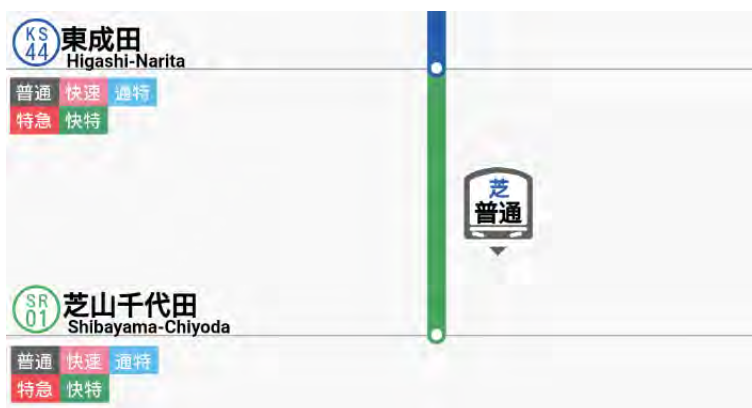 KS
44
東成田
Higashi-Narita
普通 快速 通特
特急 快特
芝
普通
SR
01
芝山千代田
Shibayama-Chiyoda
普通 快速 通特
特急 快特